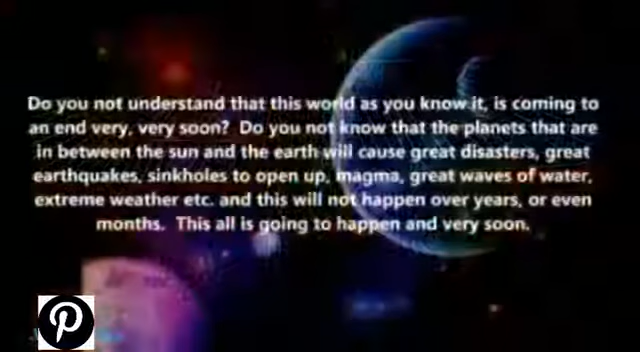 Do you not understand that this world as you know it, is coming to
an end very, very soon? Do you not know that the planets that are
in between the sun and the earth will cause great disasters, great
earthquakes, sinkholes to open up, magma, great waves of water,
extreme weather etc. and this will not happen over years, or even
months. This all is going to happen and very soon.